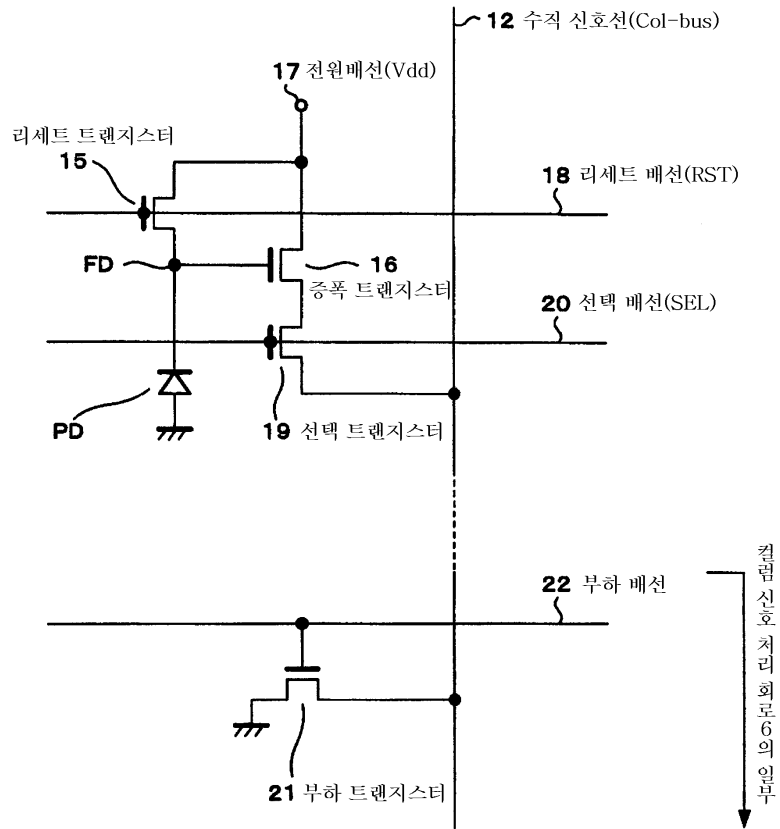 12 수직 신호선(Col-bus)
17 전원배선(Vdd)
리세트 트랜지스터
15
18 리세트 배선(RST)
FD
16
증폭 트랜지스터
20 선택 배선(SEL)
PD
19 선택 트랜지스터
22 부하 배선
21 부하 트랜지스터
컬럼 신호 처리 회로6의 일부